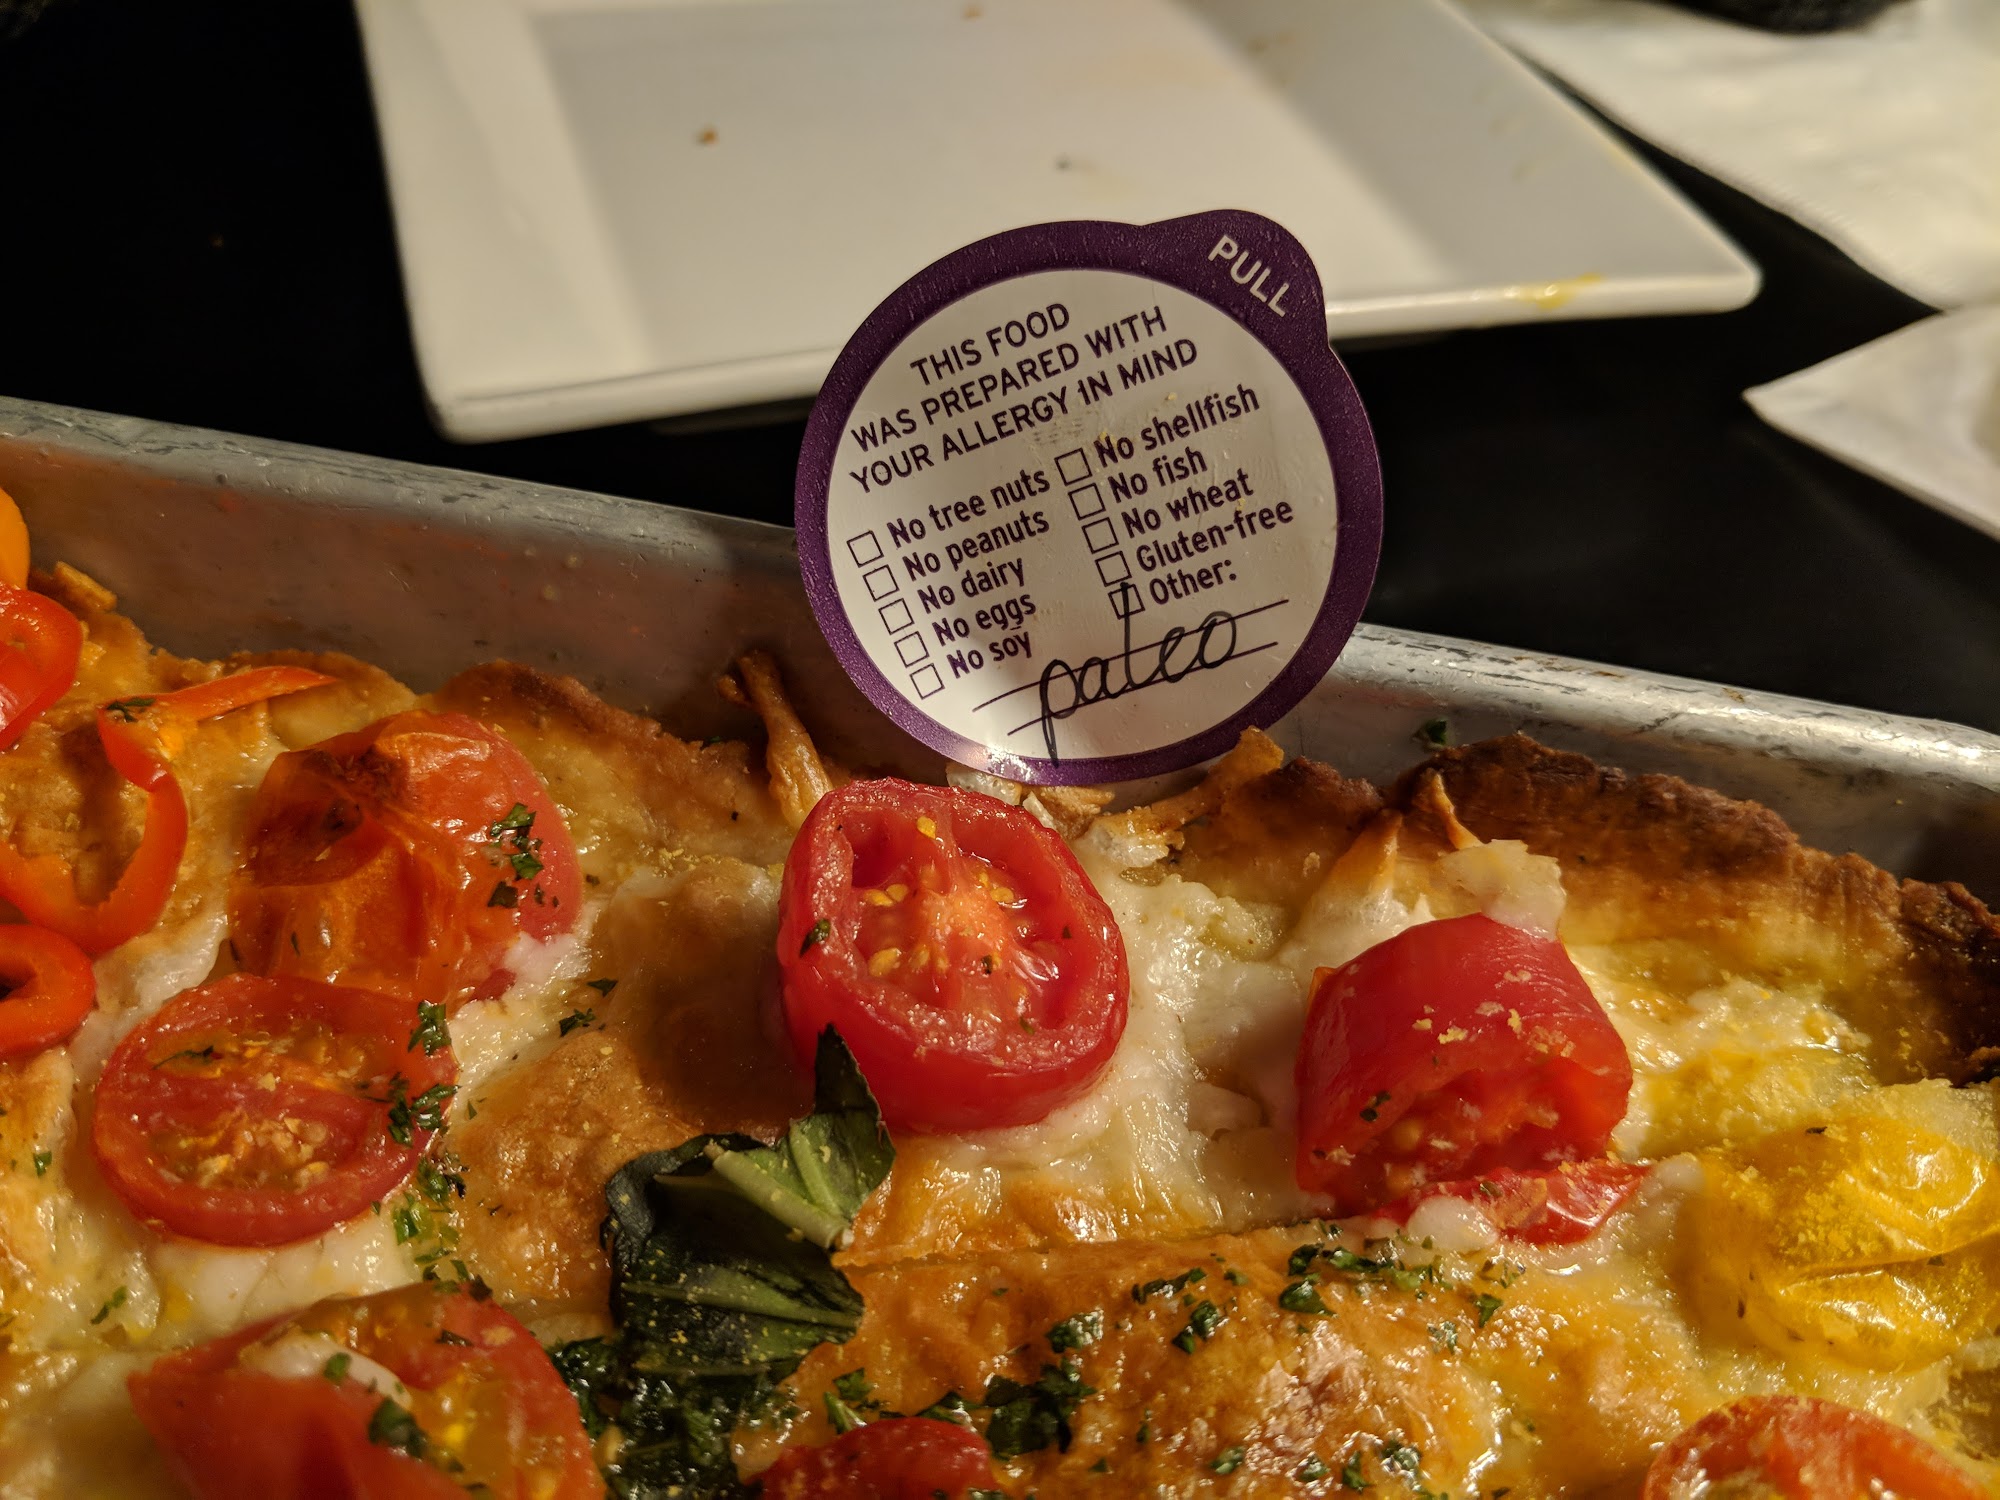 PULL
THIS FOOD
WAS PREPARED WITH
YOUR ALLERGY IN MIND
No tree nuts
No peanuts
No dairy
No eggs
No soy
No shellfish
No fish
No wheat
Gluten-free
Other:
paleo